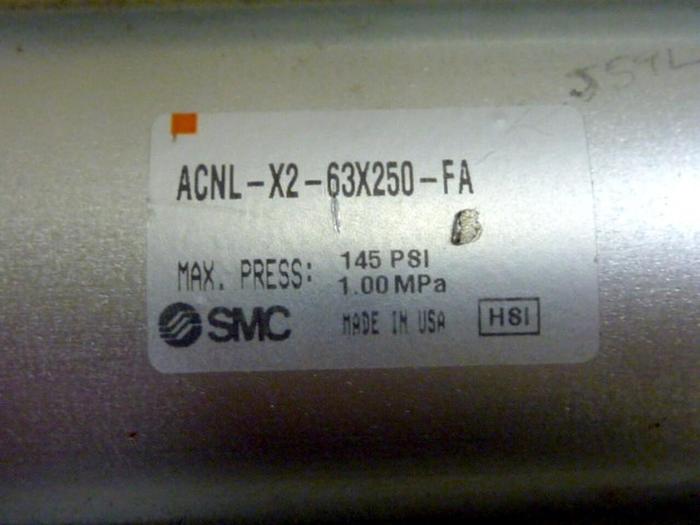 ACNL-X2-63X250-FA
MAX. PRESS: 145 PSI
1.00 MPa
SMC MADE IN USA HSI